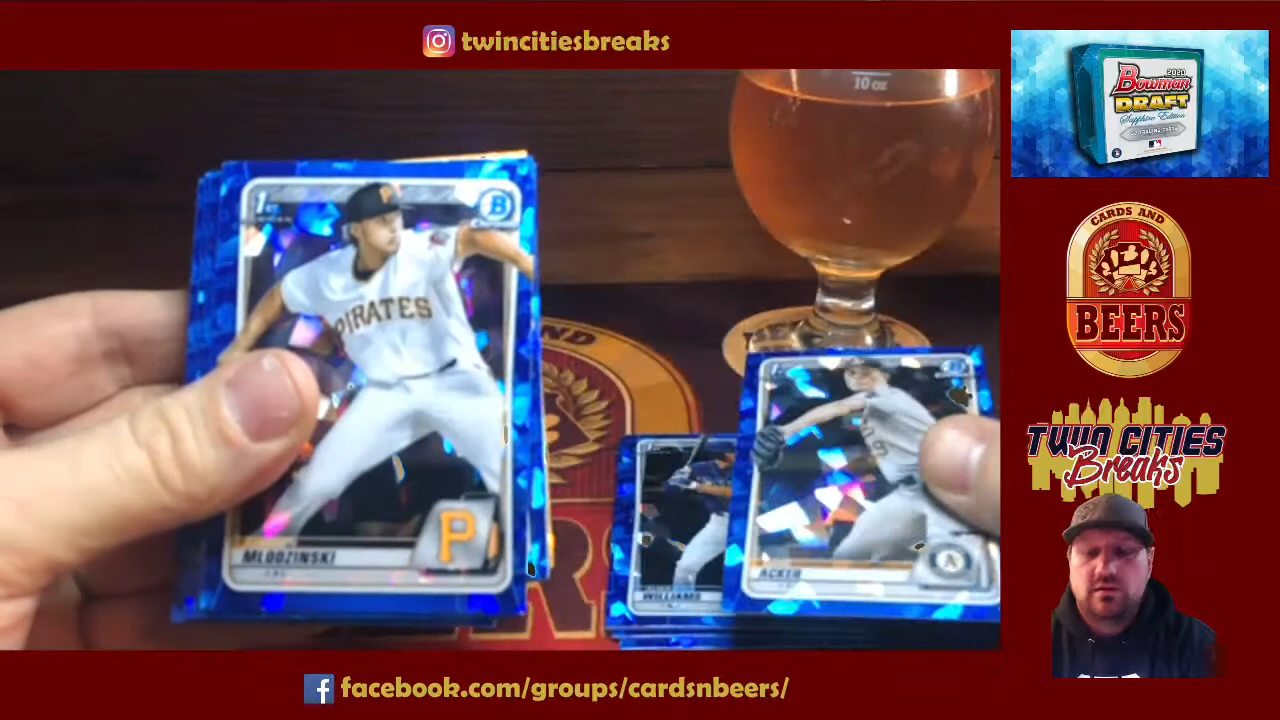 twincitiesbreaks
10 oz
2020
Bowman
DRAFT
Sapphire Edition
1st
B
PIRATES
MLODZINSKI
P
WILLIAMS
ACKER
A
CARDS AND
BEERS
TWIN CITIES
Breaks
facebook.com/groups/cardsnbeers/